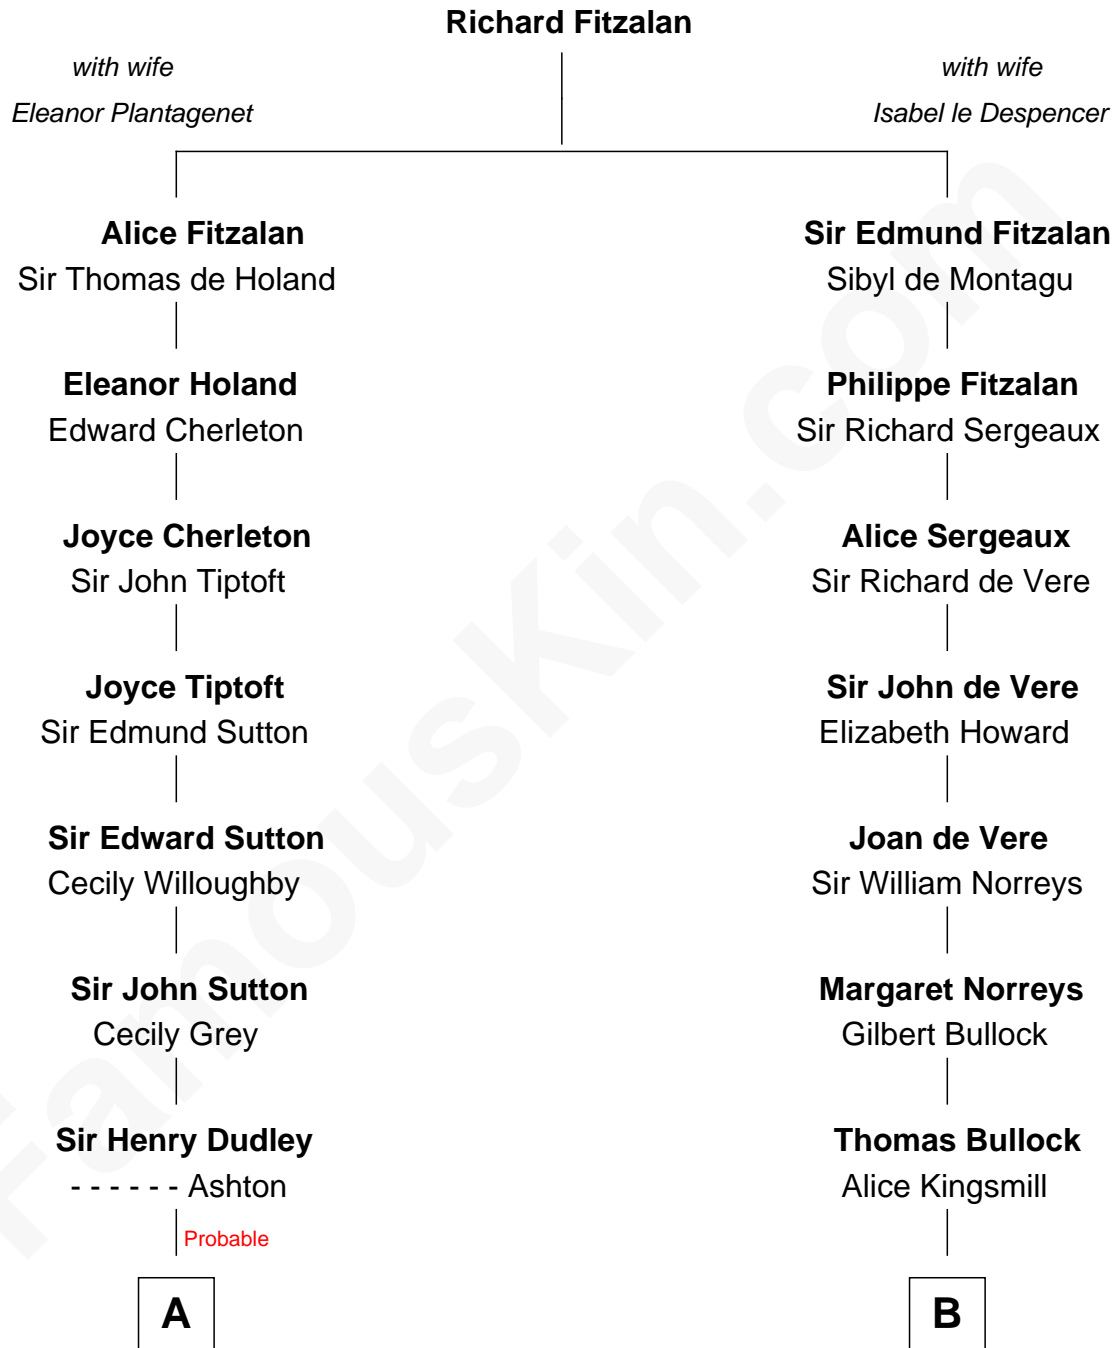 Richard Fitzalan
with wife
Eleanor Plantagenet
with wife
Isabel le Despencer
Alice Fitzalan
Sir Thomas de Holand
Eleanor Holand
Edward Cherleton
Joyce Cherleton
Sir John Tiptoft
Joyce Tiptoft
Sir Edmund Sutton
Sir Edward Sutton
Cecily Willoughby
Sir John Sutton
Cecily Grey
Sir Henry Dudley
- - - - - - Ashton
Probable
A
Sir Edmund Fitzalan
Sibyl de Montagu
Philippe Fitzalan
Sir Richard Sergeaux
Alice Sergeaux
Sir Richard de Vere
Sir John de Vere
Elizabeth Howard
Joan de Vere
Sir William Norreys
Margaret Norreys
Gilbert Bullock
Thomas Bullock
Alice Kingsmill
B
FamousKin.com